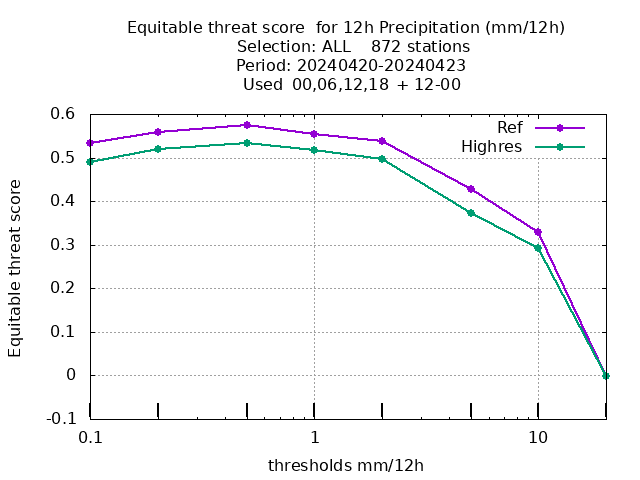 Equitable threat score  for 12h Precipitation (mm/12h)
Selection: ALL    872 stations
Period: 20240420-20240423
Used  00,06,12,18  + 12-00
Ref
Highres
0.6
0.5
0.4
0.3
0.2
0.1
0
-0.1
Equitable threat score
0.1
1
10
thresholds mm/12h